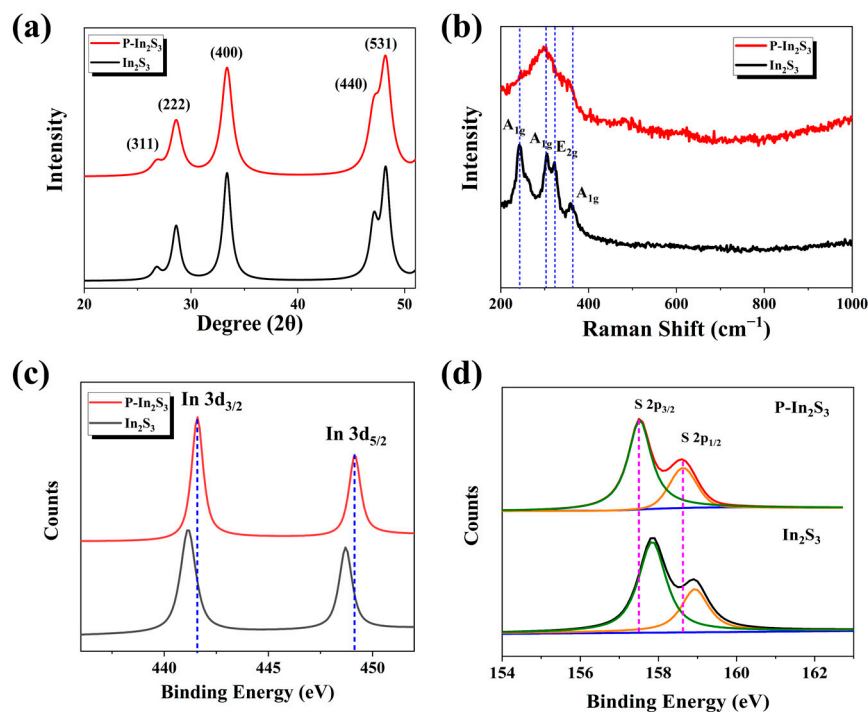 (a)
P-In₂S₃
In₂S₃
(311)
(222)
(400)
(440)
(531)
Intensity
20 30 40 50
Degree (2θ)
(b)
P-In₂S₃
In₂S₃
A₁g
A₁g
E₂g
A₁g
Intensity
200 400 600 800 1000
Raman Shift (cm⁻¹)
(c)
P-In₂S₃
In₂S₃
In 3d₃/₂
In 3d₅/₂
Counts
440 445 450
Binding Energy (eV)
(d)
S 2p₃/₂
S 2p₁/₂
P-In₂S₃
In₂S₃
Counts
154 156 158 160 162
Binding Energy (eV)